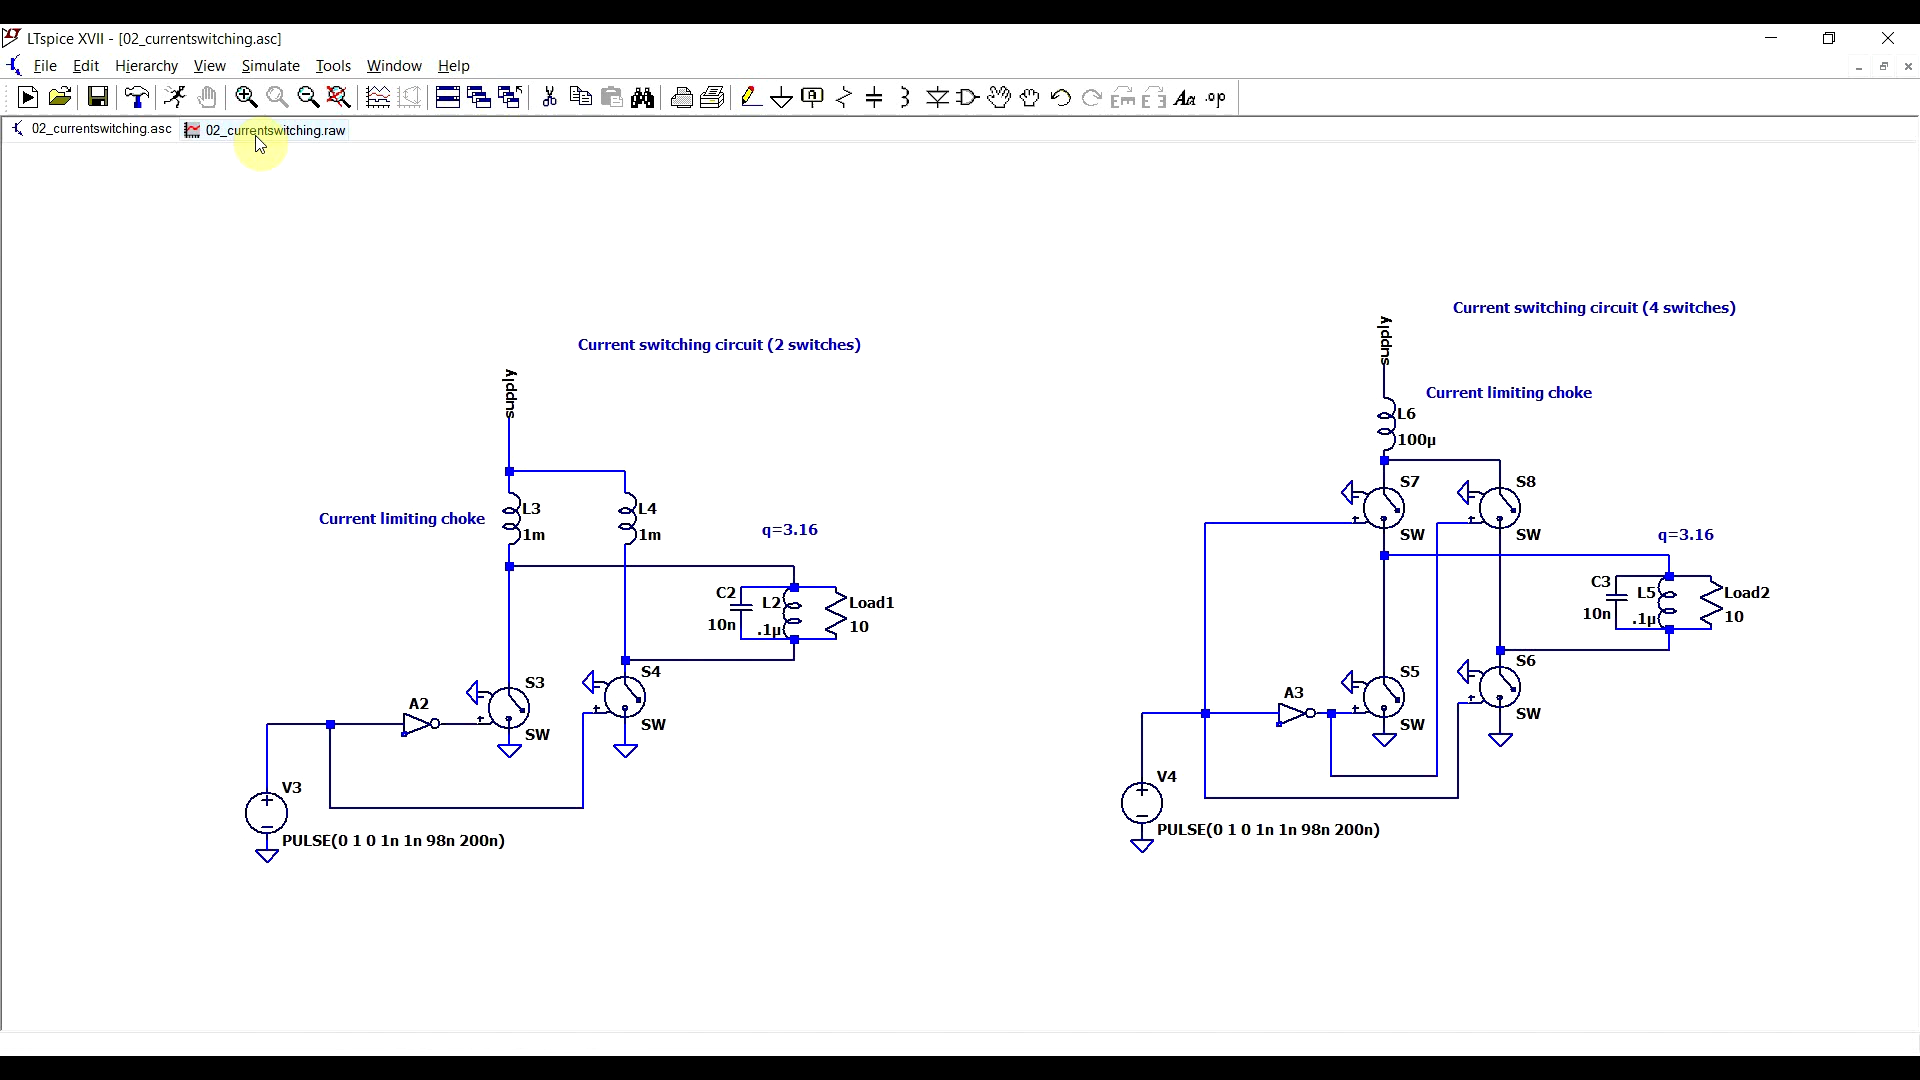 LTspice XVII - [02_currentswitching.asc]
File Edit Hierarchy View Simulate Tools Window Help
Aa .op
02_currentswitching.asc 02_currentswitching.raw
Current switching circuit (2 switches)
supply
Current limiting choke
L3
1m
L4
1m
q=3.16
C2
10n
L2
.1µ
Load1
10
A2
S3
SW
S4
SW
V3
PULSE(0 1 0 1n 1n 98n 200n)
Current switching circuit (4 switches)
supply
Current limiting choke
L6
100µ
S7
SW
S8
SW
q=3.16
C3
10n
L5
.1µ
Load2
10
A3
S5
SW
S6
SW
V4
PULSE(0 1 0 1n 1n 98n 200n)